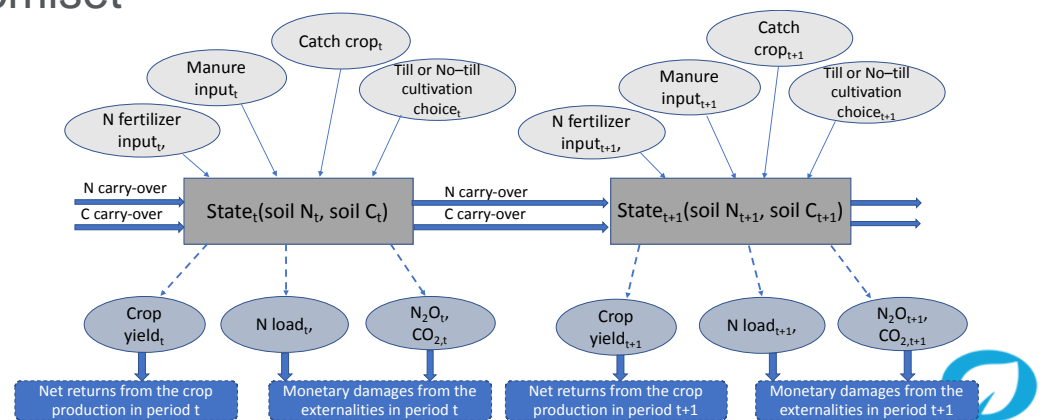 Catch
crop_t
Manure
input_t
Till or No–till
cultivation
choice_t
N fertilizer
input_t,
Catch
crop_t+1
Manure
input_t+1
Till or No–till
cultivation
choice_t+1
N fertilizer
input_t+1,
N carry-over
C carry-over
State_t(soil N_t, soil C_t)
N carry-over
C carry-over
State_t+1(soil N_t+1, soil C_t+1)
Crop
yield_t
N load_t,
N₂O_t,
CO_2,t
Crop
yield_t+1
N load_t+1,
N₂O_t+1,
CO_2,t+1
Net returns from the crop
production in period t
Monetary damages from the
externalities in period t
Net returns from the crop
production in period t+1
Monetary damages from the
externalities in period t+1